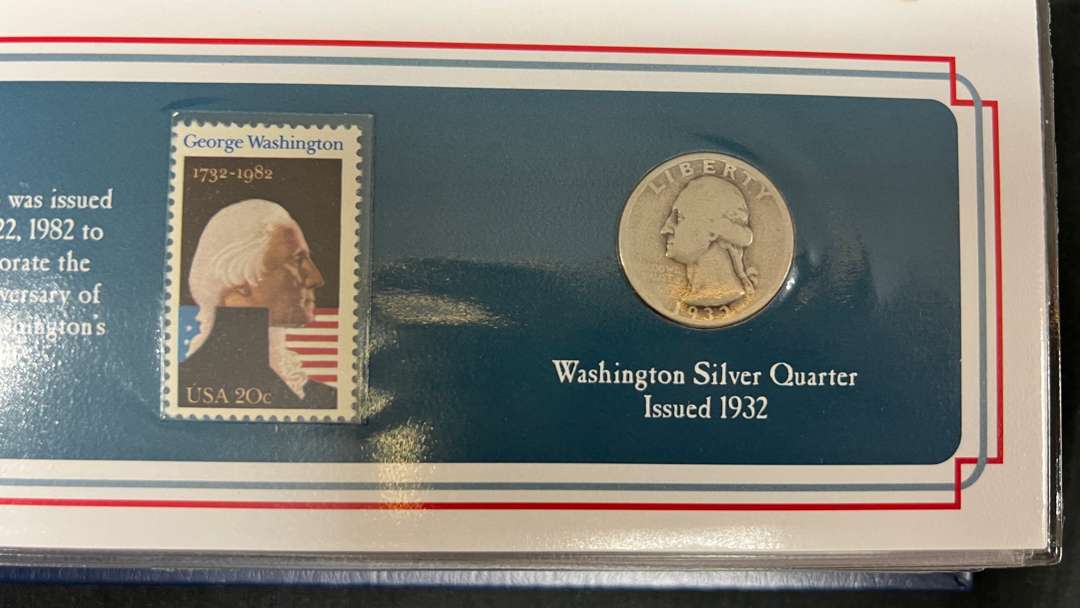 was issued
22, 1982 to
orate the
versary of
George Washington
1732-1982
USA 20c
LIBERTY
1932
Washington Silver Quarter
Issued 1932